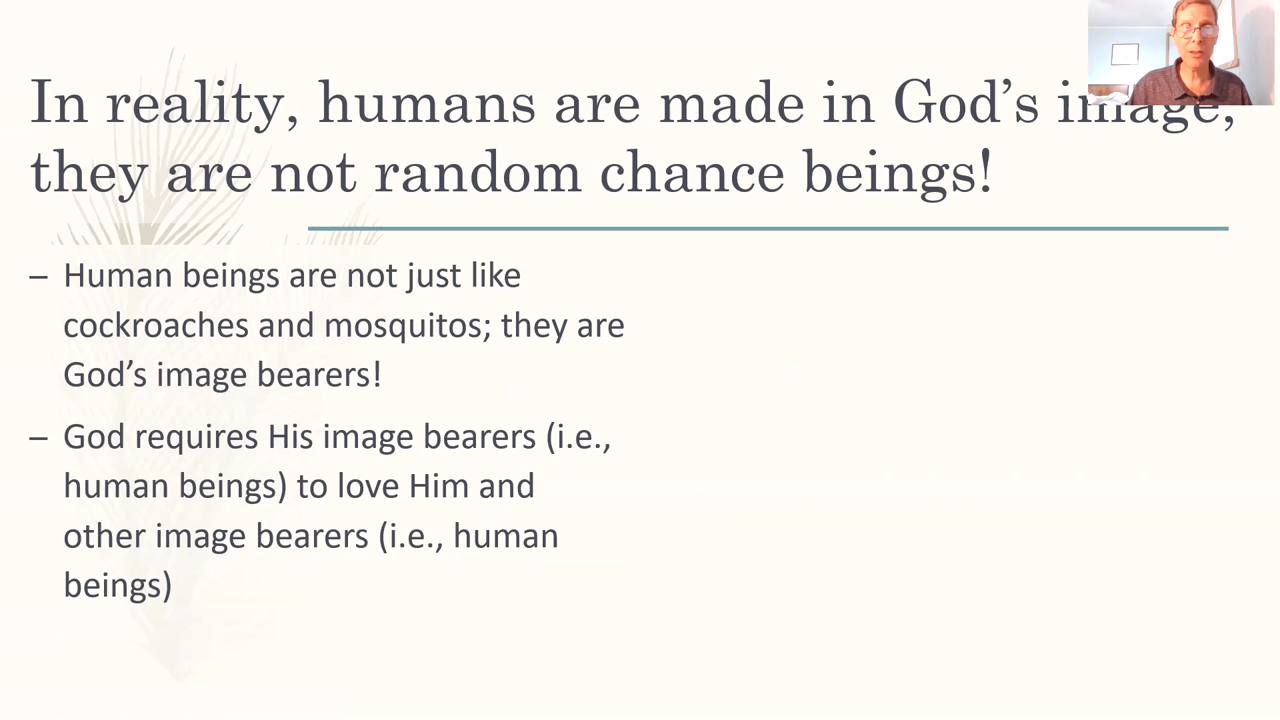 In reality, humans are made in God’s image,
they are not random chance beings!
– Human beings are not just like
cockroaches and mosquitos; they are
God’s image bearers!
– God requires His image bearers (i.e.,
human beings) to love Him and
other image bearers (i.e., human
beings)